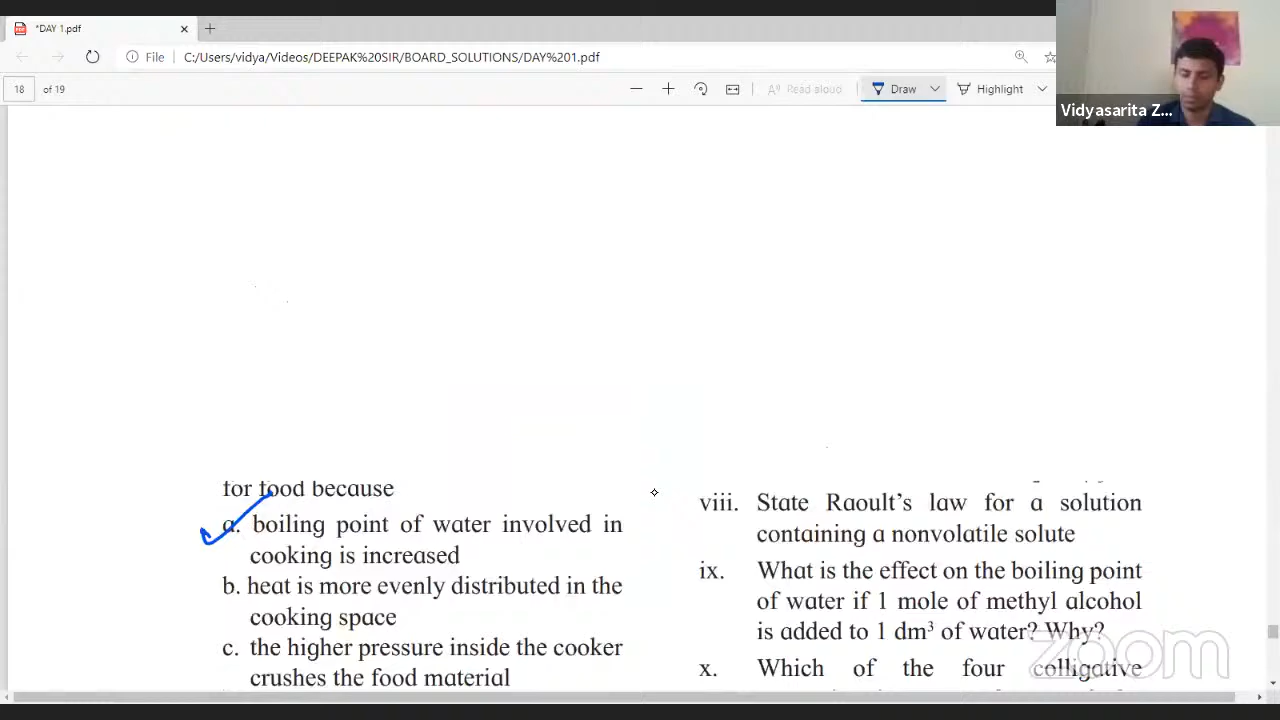 *DAY 1.pdf
File
C:/Users/vidya/Videos/DEEPAK%20SIR/BOARD_SOLUTIONS/DAY%201.pdf
18 of 19
Read aloud
Draw
Highlight
Vidyasarita Z...
for food because
a. boiling point of water involved in
cooking is increased
b. heat is more evenly distributed in the
cooking space
c. the higher pressure inside the cooker
crushes the food material
viii. State Raoult's law for a solution
containing a nonvolatile solute
ix. What is the effect on the boiling point
of water if 1 mole of methyl alcohol
is added to 1 dm³ of water? Why?
x. Which of the four colligative
zoom